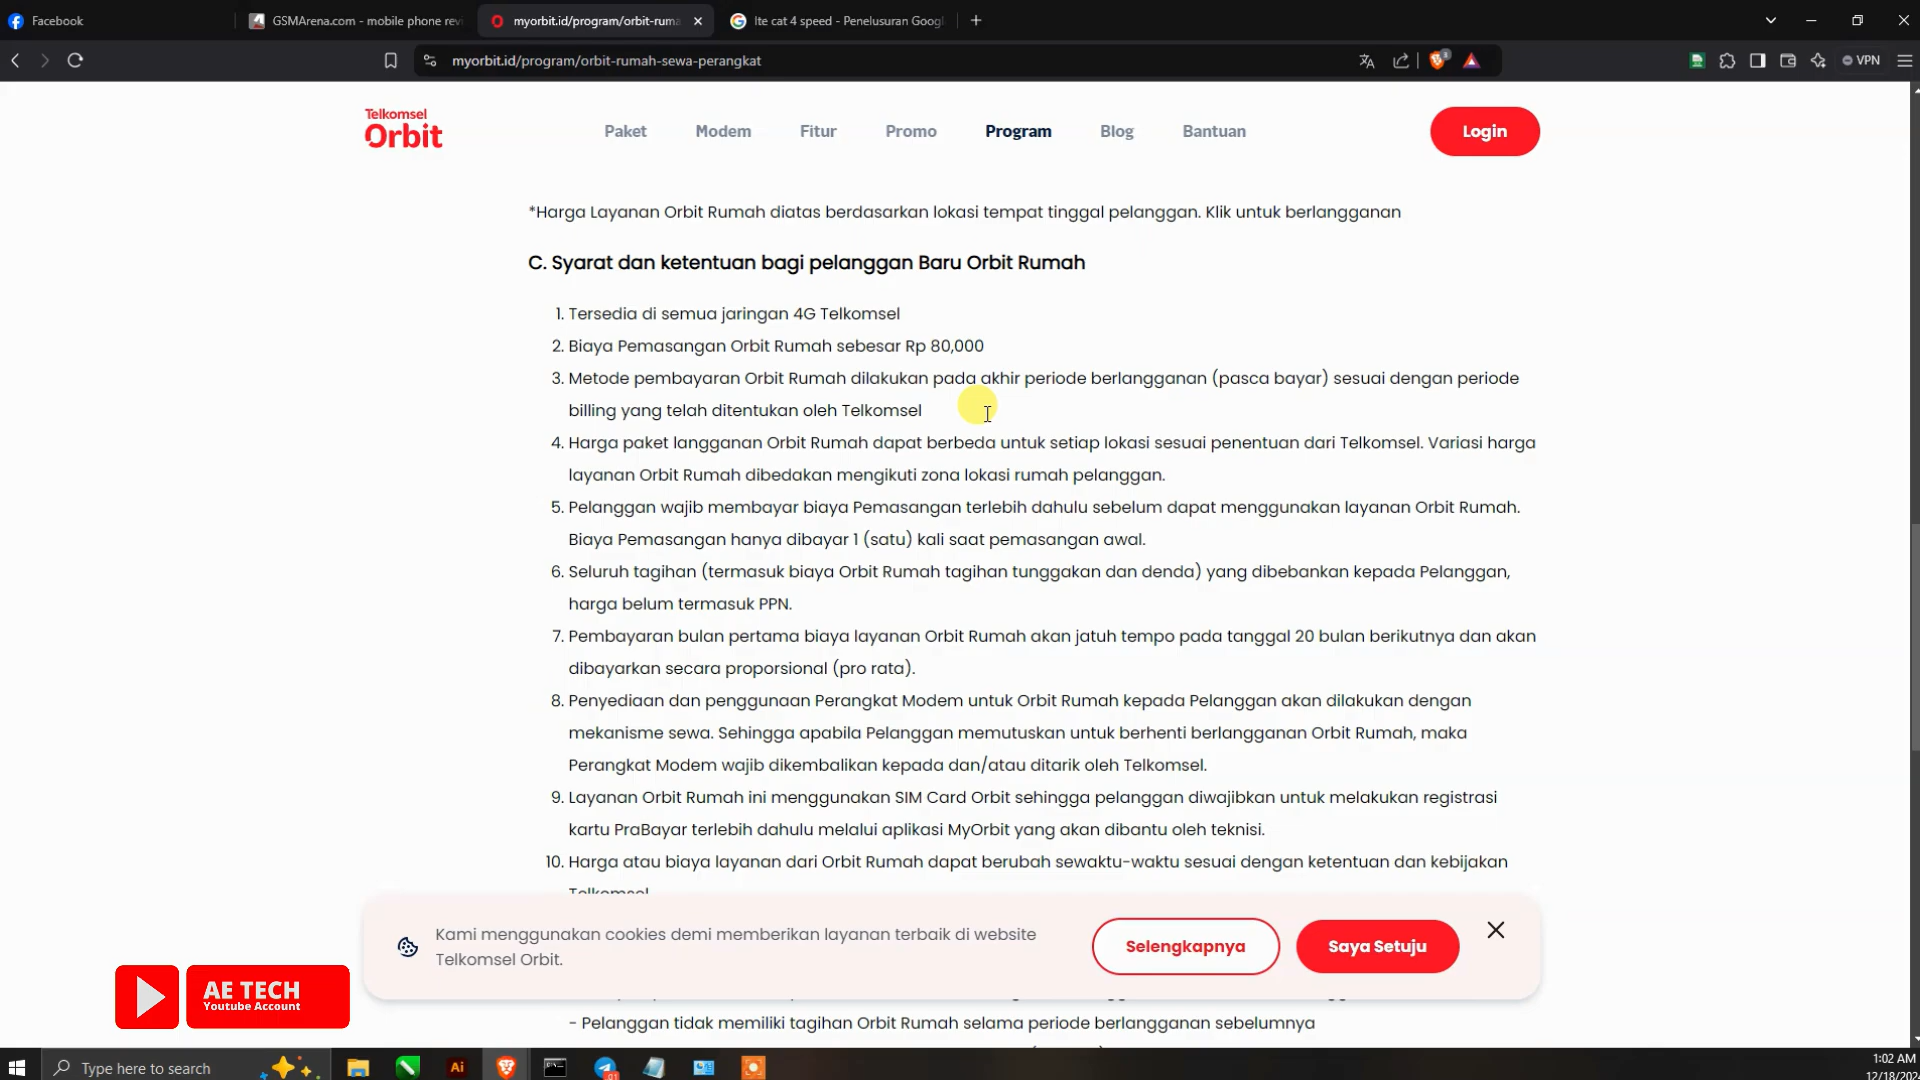 Facebook
GSMArena.com - mobile phone revi
myorbit.id/program/orbit-ruma
lte cat 4 speed - Penelusuran Googl
myorbit.id/program/orbit-rumah-sewa-perangkat
VPN
Telkomsel
Orbit
Paket
Modem
Fitur
Promo
Program
Blog
Bantuan
Login
*Harga Layanan Orbit Rumah diatas berdasarkan lokasi tempat tinggal pelanggan. Klik untuk berlangganan
C. Syarat dan ketentuan bagi pelanggan Baru Orbit Rumah
1. Tersedia di semua jaringan 4G Telkomsel
2. Biaya Pemasangan Orbit Rumah sebesar Rp 80,000
3. Metode pembayaran Orbit Rumah dilakukan pada akhir periode berlangganan (pasca bayar) sesuai dengan periode
billing yang telah ditentukan oleh Telkomsel
4. Harga paket langganan Orbit Rumah dapat berbeda untuk setiap lokasi sesuai penentuan dari Telkomsel. Variasi harga
layanan Orbit Rumah dibedakan mengikuti zona lokasi rumah pelanggan.
5. Pelanggan wajib membayar biaya Pemasangan terlebih dahulu sebelum dapat menggunakan layanan Orbit Rumah.
Biaya Pemasangan hanya dibayar 1 (satu) kali saat pemasangan awal.
6. Seluruh tagihan (termasuk biaya Orbit Rumah tagihan tunggakan dan denda) yang dibebankan kepada Pelanggan,
harga belum termasuk PPN.
7. Pembayaran bulan pertama biaya layanan Orbit Rumah akan jatuh tempo pada tanggal 20 bulan berikutnya dan akan
dibayarkan secara proporsional (pro rata).
8. Penyediaan dan penggunaan Perangkat Modem untuk Orbit Rumah kepada Pelanggan akan dilakukan dengan
mekanisme sewa. Sehingga apabila Pelanggan memutuskan untuk berhenti berlangganan Orbit Rumah, maka
Perangkat Modem wajib dikembalikan kepada dan/atau ditarik oleh Telkomsel.
9. Layanan Orbit Rumah ini menggunakan SIM Card Orbit sehingga pelanggan diwajibkan untuk melakukan registrasi
kartu PraBayar terlebih dahulu melalui aplikasi MyOrbit yang akan dibantu oleh teknisi.
10. Harga atau biaya layanan dari Orbit Rumah dapat berubah sewaktu-waktu sesuai dengan ketentuan dan kebijakan
Telkomsel
Kami menggunakan cookies demi memberikan layanan terbaik di website
Telkomsel Orbit.
Selengkapnya
Saya Setuju
AE TECH
Youtube Account
- Pelanggan tidak memiliki tagihan Orbit Rumah selama periode berlangganan sebelumnya
Type here to search
Ai
1:02 AM
12/18/202